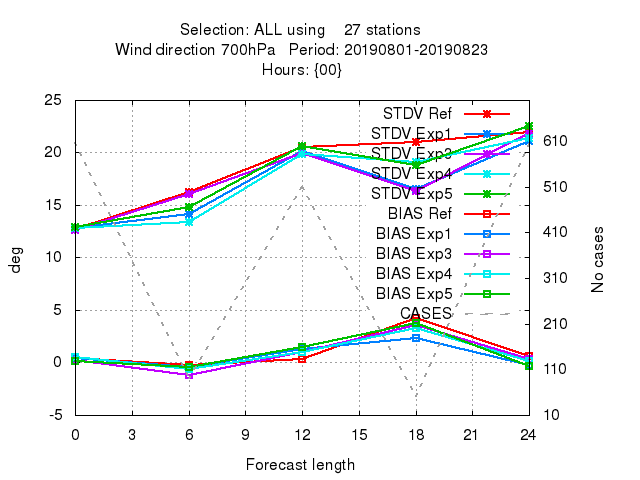 Selection: ALL using 27 stations
Wind direction 700hPa Period: 20190801-20190823
Hours: {00}
25
20
15
10
5
0
-5
deg
STDV Ref
STDV Exp1
STDV Exp3
STDV Exp4
STDV Exp5
BIAS Ref
BIAS Exp1
BIAS Exp3
BIAS Exp4
BIAS Exp5
CASES
610
510
410
310
210
110
10
No cases
0 3 6 9 12 15 18 21 24
Forecast length